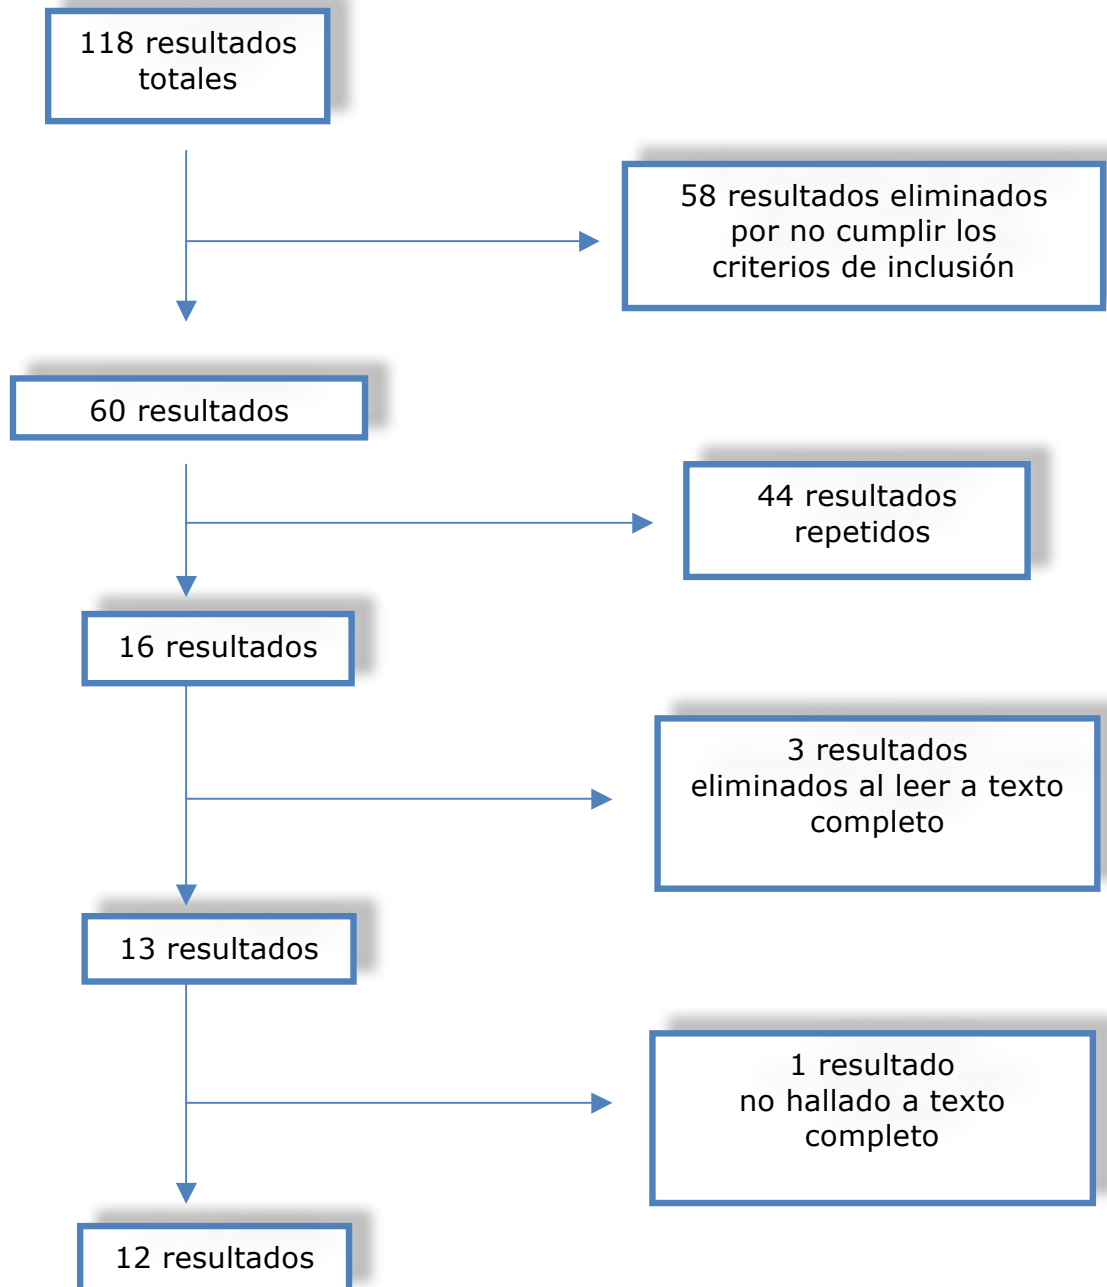 118 resultados
totales
58 resultados eliminados
por no cumplir los
criterios de inclusión
60 resultados
44 resultados
repetidos
16 resultados
3 resultados
eliminados al leer a texto
completo
13 resultados
1 resultado
no hallado a texto
completo
12 resultados